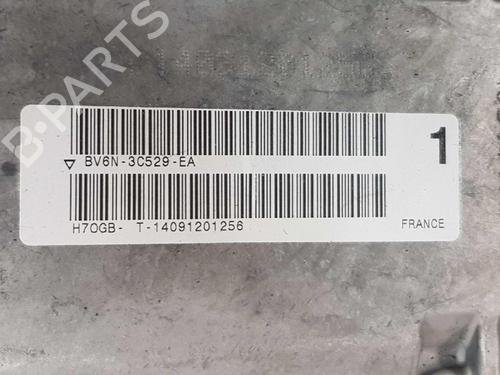 B-PARTS
BV6N-3C529-EA
1
H7OGB- T-14091201256
FRANCE